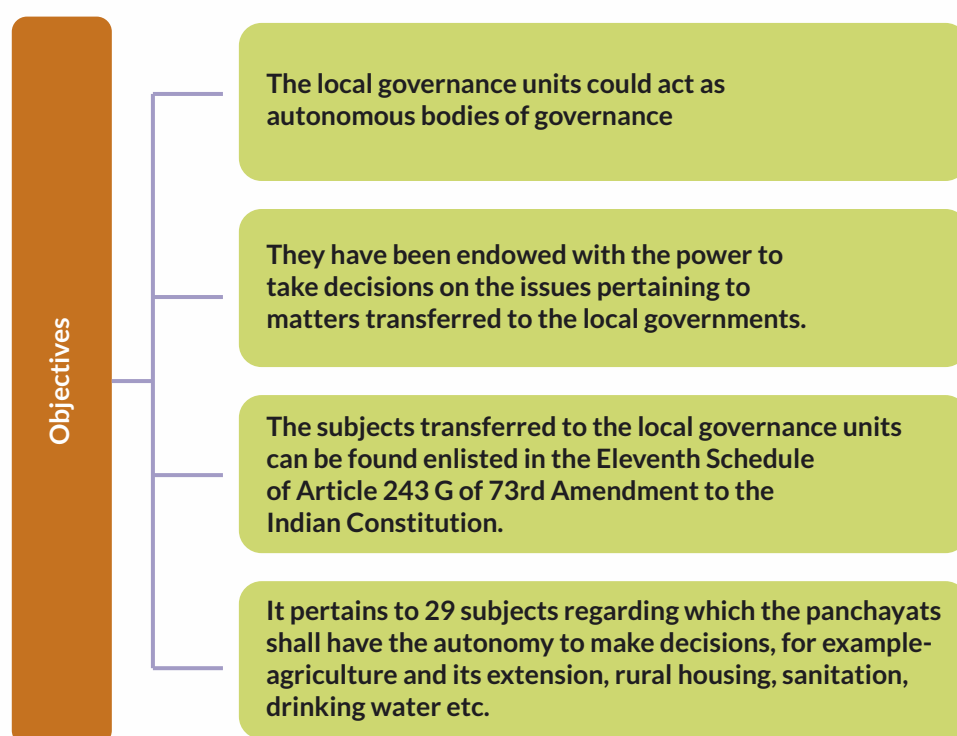 Objectives
The local governance units could act as
autonomous bodies of governance
They have been endowed with the power to
take decisions on the issues pertaining to
matters transferred to the local governments.
The subjects transferred to the local governance units
can be found enlisted in the Eleventh Schedule
of Article 243 G of 73rd Amendment to the
Indian Constitution.
It pertains to 29 subjects regarding which the panchayats
shall have the autonomy to make decisions, for example-
agriculture and its extension, rural housing, sanitation,
drinking water etc.